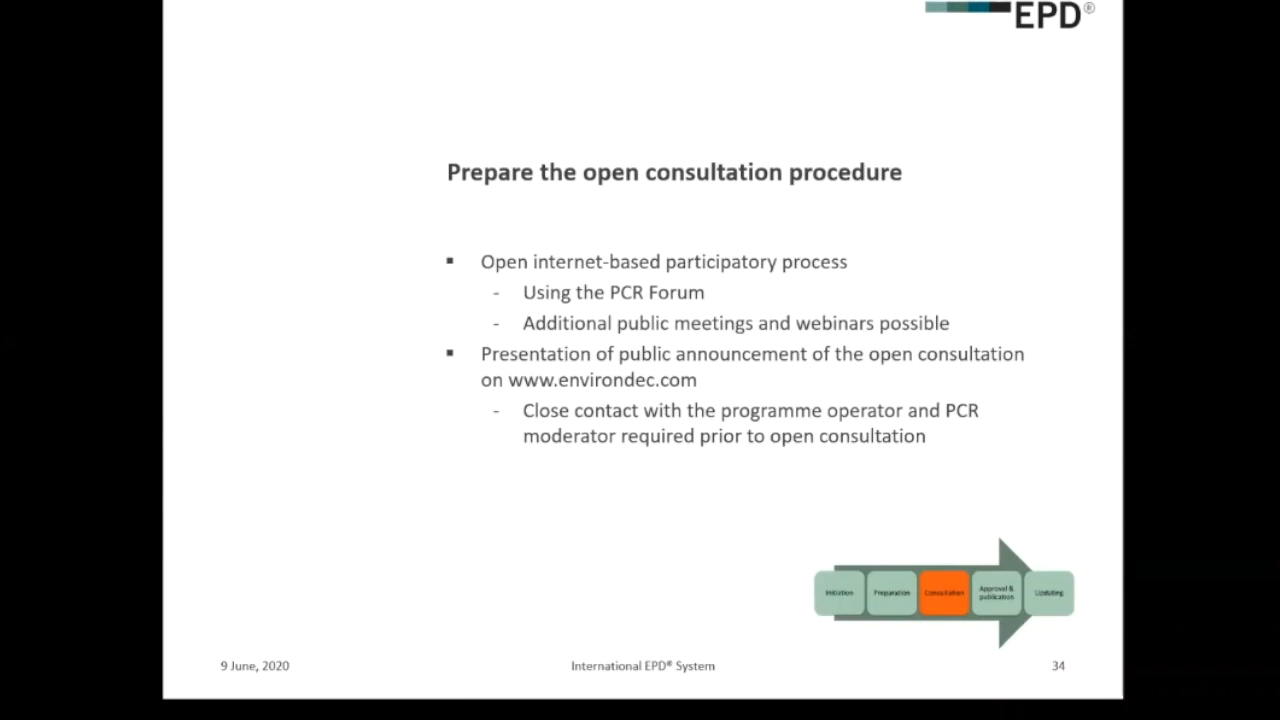 EPD®
Prepare the open consultation procedure
▪ Open internet-based participatory process
- Using the PCR Forum
- Additional public meetings and webinars possible
▪ Presentation of public announcement of the open consultation
on www.environdec.com
- Close contact with the programme operator and PCR
moderator required prior to open consultation
Initiation
Preparation
Consultation
Approval &
publication
Updating
9 June, 2020
International EPD® System
34